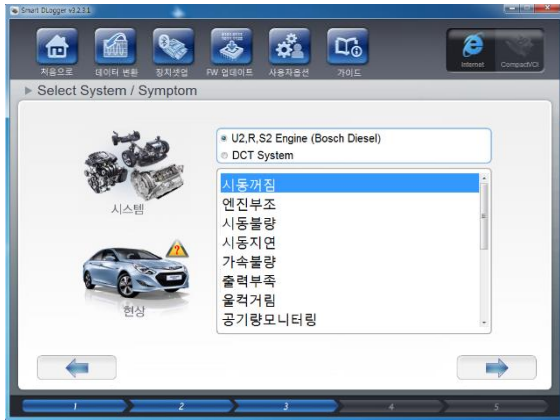 Smart DLogger v3.2.3.1
처음으로 데이터 변환 장치셋업 FW 업데이트 사용자옵션 가이드 Internet CompactVCI
Select System / Symptom
U2,R,S2 Engine (Bosch Diesel)
DCT System
시스템
시동꺼짐
엔진부조
시동불량
시동지연
가속불량
출력부족
울컥거림
공기량모니터링
현상
1 2 3 4 5